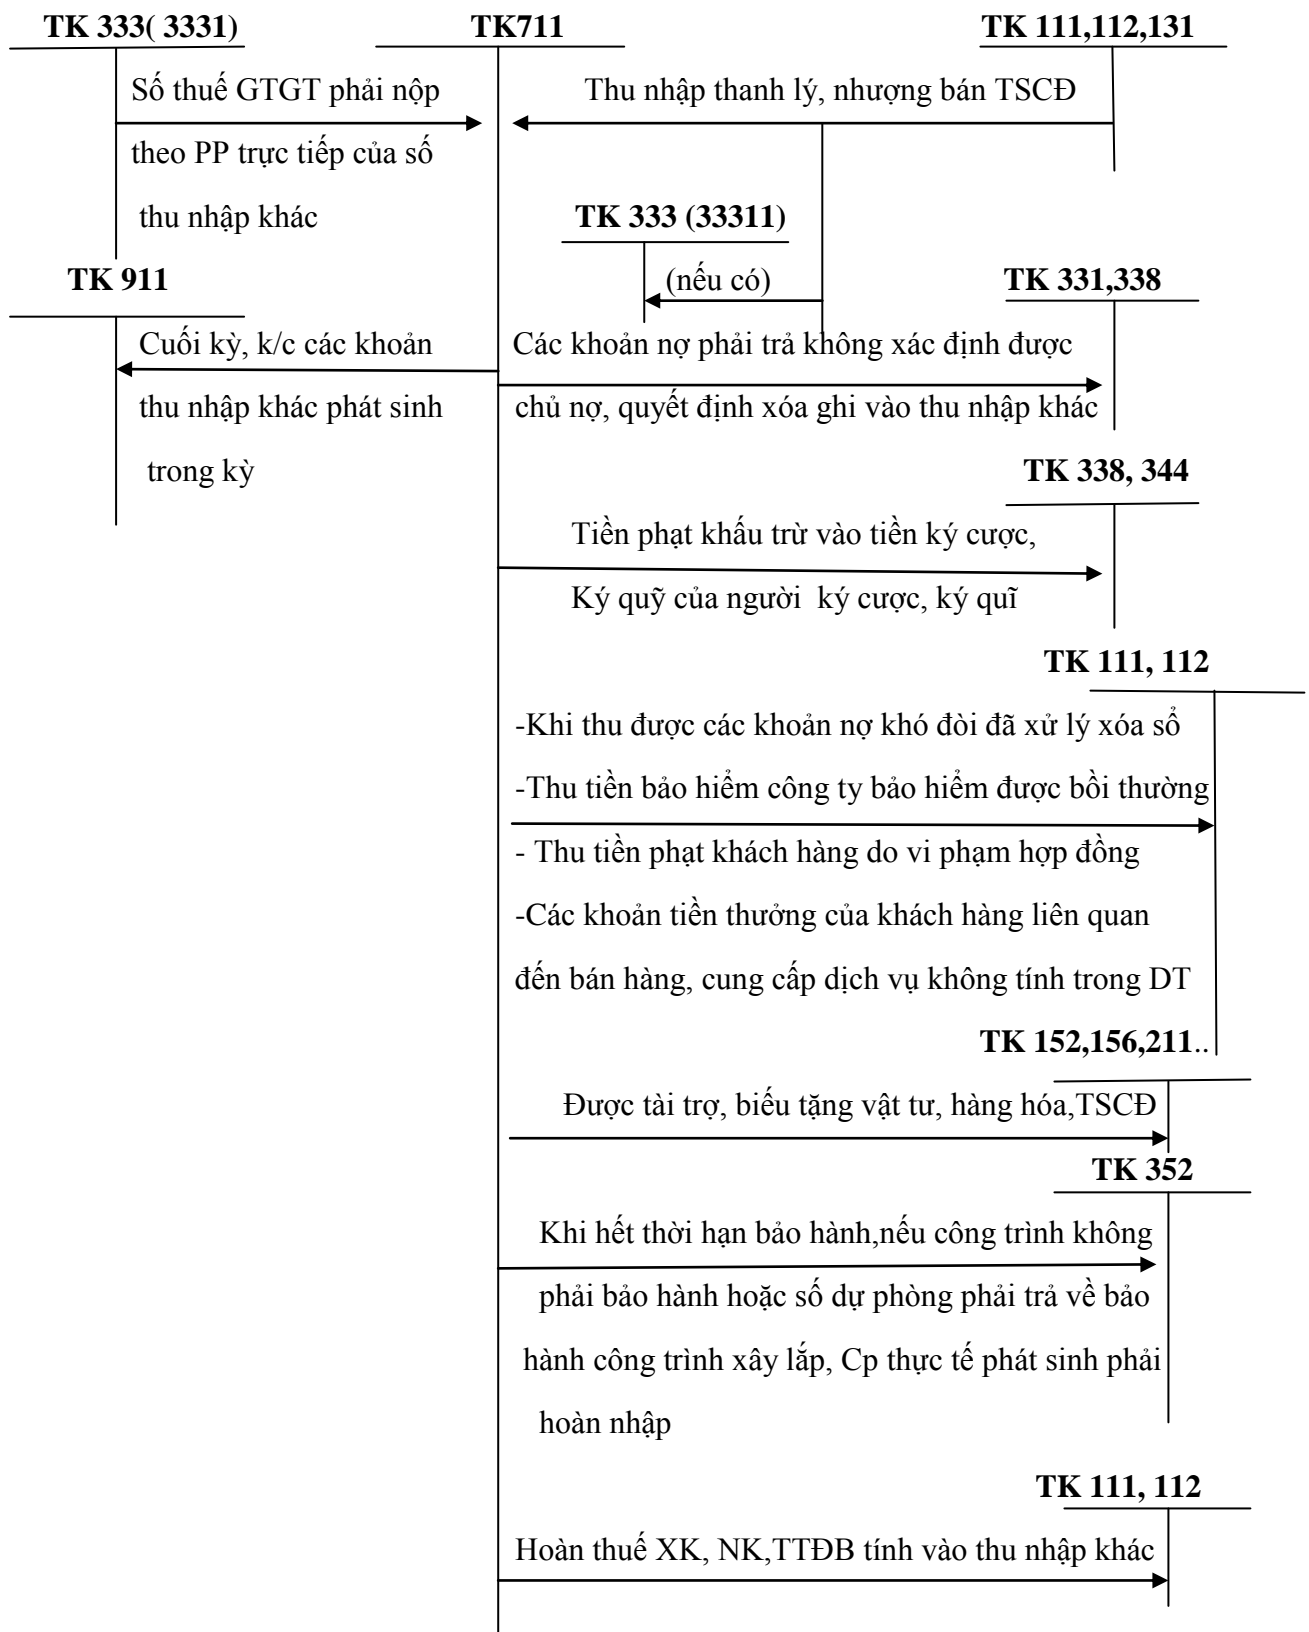 TK 333( 3331)
TK711
TK 111,112,131
Số thuế GTGT phải nộp
theo PP trực tiếp của số
thu nhập khác
Thu nhập thanh lý, nhượng bán TSCĐ
TK 333 (33311)
(nếu có)
TK 911
Cuối kỳ, k/c các khoản
thu nhập khác phát sinh
trong kỳ
TK 331,338
Các khoản nợ phải trả không xác định được
chủ nợ, quyết định xóa ghi vào thu nhập khác
TK 338, 344
Tiền phạt khấu trừ vào tiền ký cược,
Ký quỹ của người ký cược, ký quĩ
TK 111, 112
-Khi thu được các khoản nợ khó đòi đã xử lý xóa sổ
-Thu tiền bảo hiểm công ty bảo hiểm được bồi thường
- Thu tiền phạt khách hàng do vi phạm hợp đồng
-Các khoản tiền thưởng của khách hàng liên quan
đến bán hàng, cung cấp dịch vụ không tính trong DT
TK 152,156,211..
Được tài trợ, biếu tặng vật tư, hàng hóa,TSCĐ
TK 352
Khi hết thời hạn bảo hành,nếu công trình không
phải bảo hành hoặc số dự phòng phải trả về bảo
hành công trình xây lắp, Cp thực tế phát sinh phải
hoàn nhập
TK 111, 112
Hoàn thuế XK, NK,TTĐB tính vào thu nhập khác